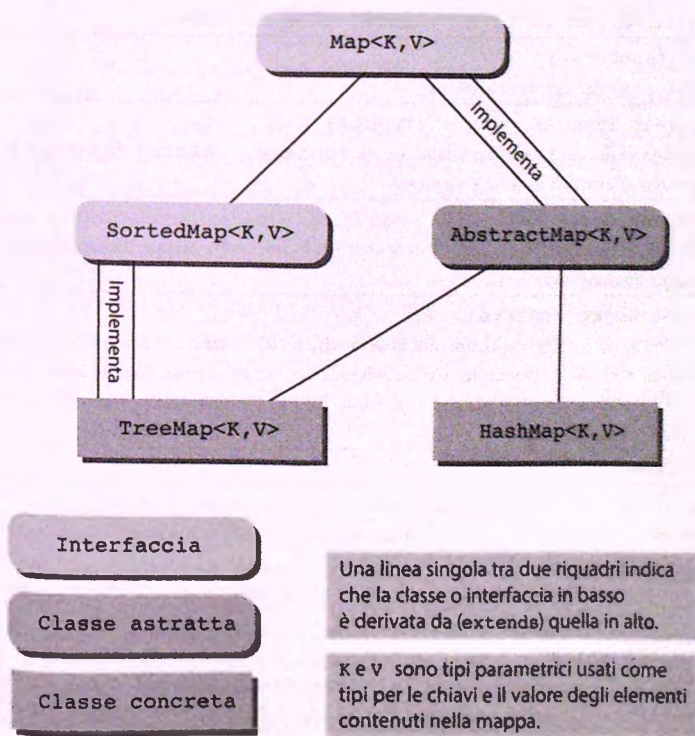 Map<K,V>
Implementa
SortedMap<K,V>
AbstractMap<K,V>
Implementa
TreeMap<K,V>
HashMap<K,V>
Interfaccia
Classe astratta
Classe concreta
Una linea singola tra due riquadri indica
che la classe o interfaccia in basso
è derivata da (extends) quella in alto.
K e V sono tipi parametrici usati come
tipi per le chiavi e il valore degli elementi
contenuti nella mappa.